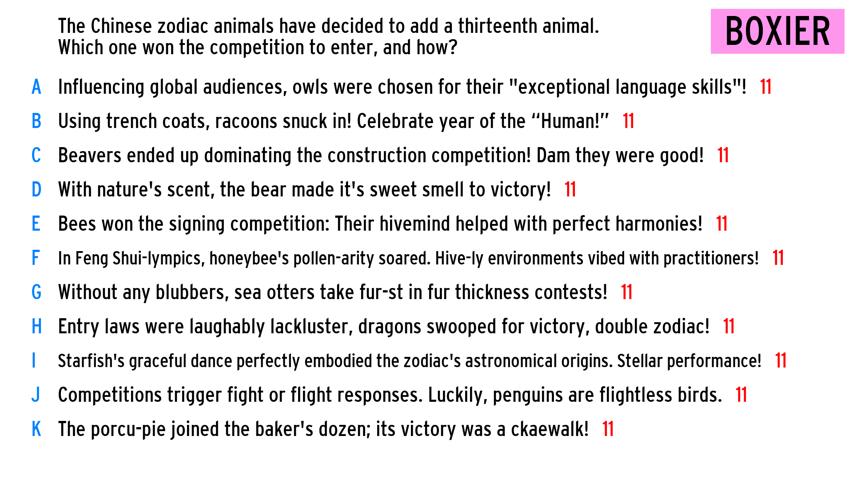 The Chinese zodiac animals have decided to add a thirteenth animal.
Which one won the competition to enter, and how?
BOXIER
A Influencing global audiences, owls were chosen for their "exceptional language skills"! 11
B Using trench coats, racoons snuck in! Celebrate year of the “Human!” 11
C Beavers ended up dominating the construction competition! Dam they were good! 11
D With nature's scent, the bear made it's sweet smell to victory! 11
E Bees won the signing competition: Their hivemind helped with perfect harmonies! 11
F In Feng Shui-lympics, honeybee's pollen-arity soared. Hive-ly environments vibed with practitioners! 11
G Without any blubbers, sea otters take fur-st in fur thickness contests! 11
H Entry laws were laughably lackluster, dragons swooped for victory, double zodiac! 11
I Starfish's graceful dance perfectly embodied the zodiac's astronomical origins. Stellar performance! 11
J Competitions trigger fight or flight responses. Luckily, penguins are flightless birds. 11
K The porcu-pie joined the baker's dozen; its victory was a ckaewalk! 11